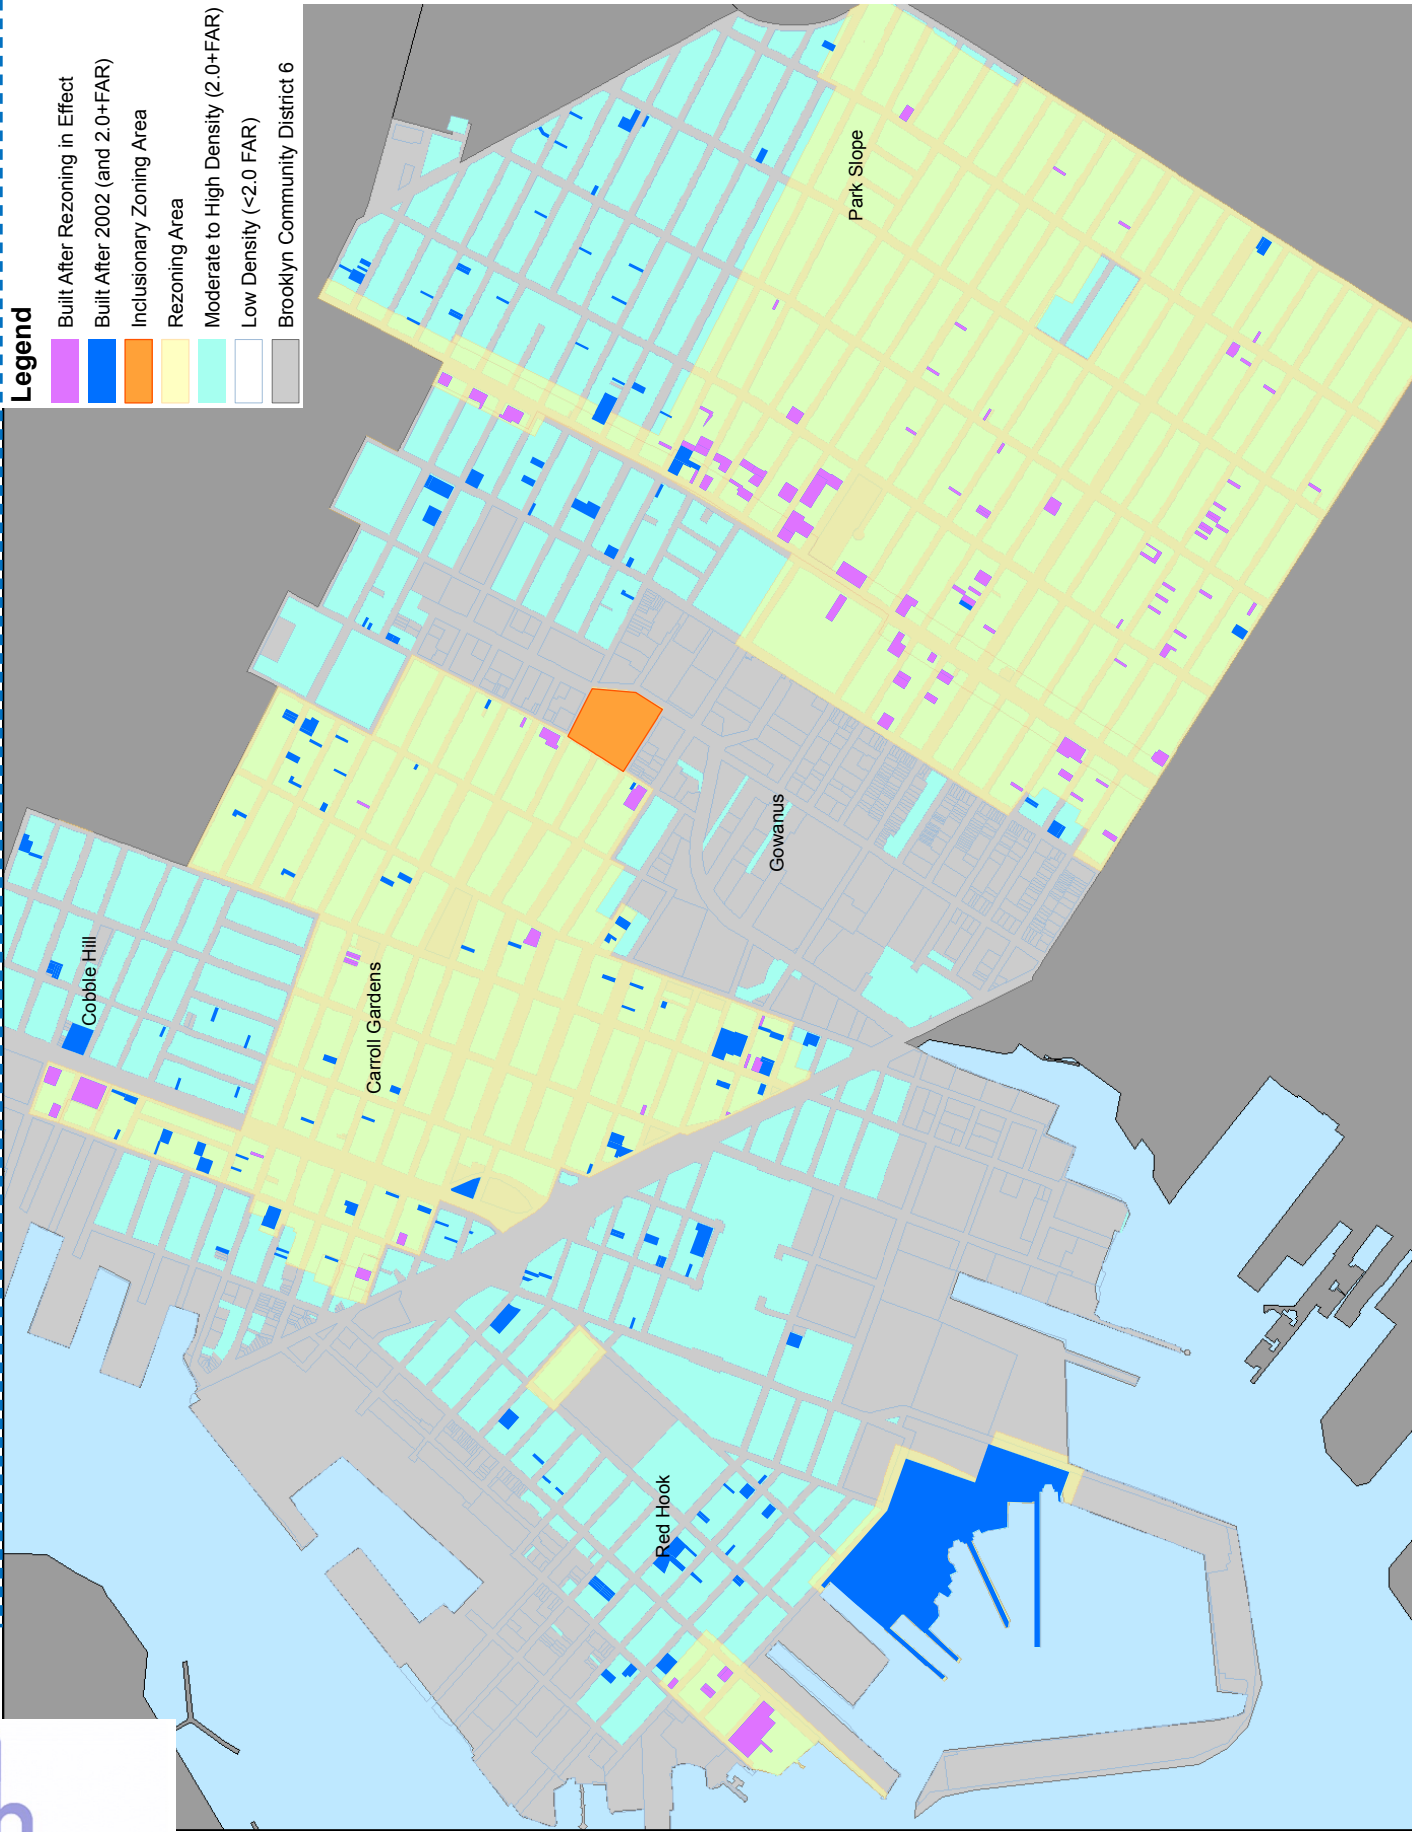 Legend
Built After Rezoning in Effect
Built After 2002 (and 2.0+FAR)
Inclusionary Zoning Area
Rezoning Area
Moderate to High Density (2.0+FAR)
Low Density (<2.0 FAR)
Brooklyn Community District 6
Park Slope
Gowanus
Cobble Hill
Carroll Gardens
Red Hook